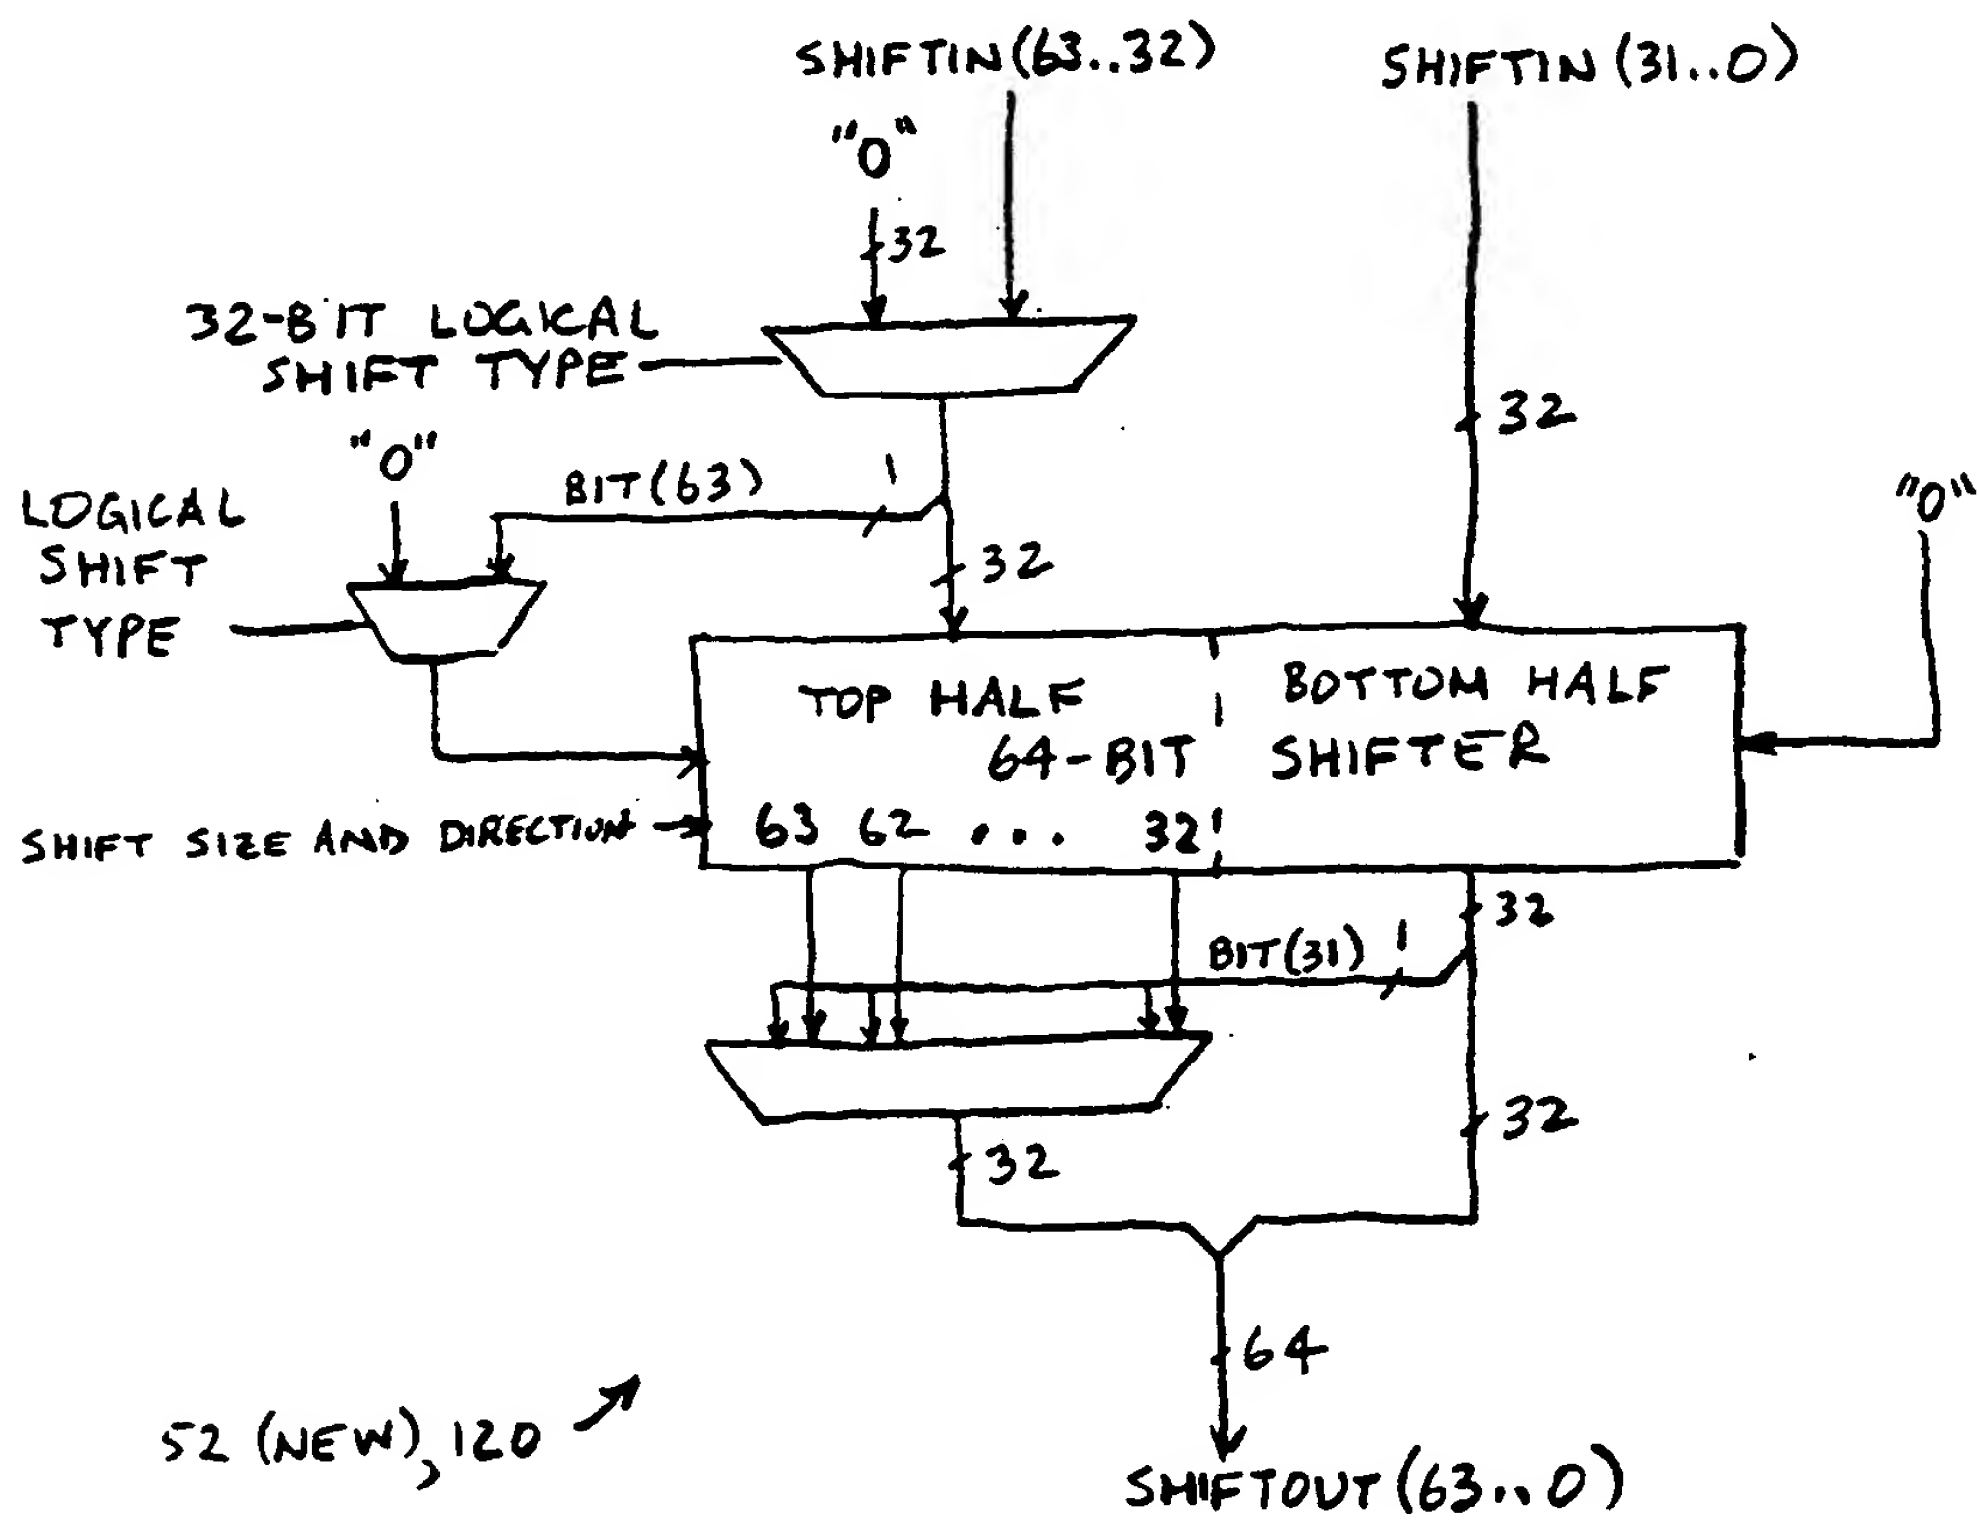 SHIFTIN(63..32)
SHIFTIN(31..0)
"0"
32
32-BIT LOGICAL
SHIFT TYPE
32
"0"
BIT(63)
1
LOGICAL
SHIFT
TYPE
32
"0"
TOP HALF
BOTTOM HALF
64-BIT SHIFTER
SHIFT SIZE AND DIRECTION
63 62 ... 32
32
BIT(31)
1
32
32
64
52 (NEW), 120
SHIFTOUT(63..0)